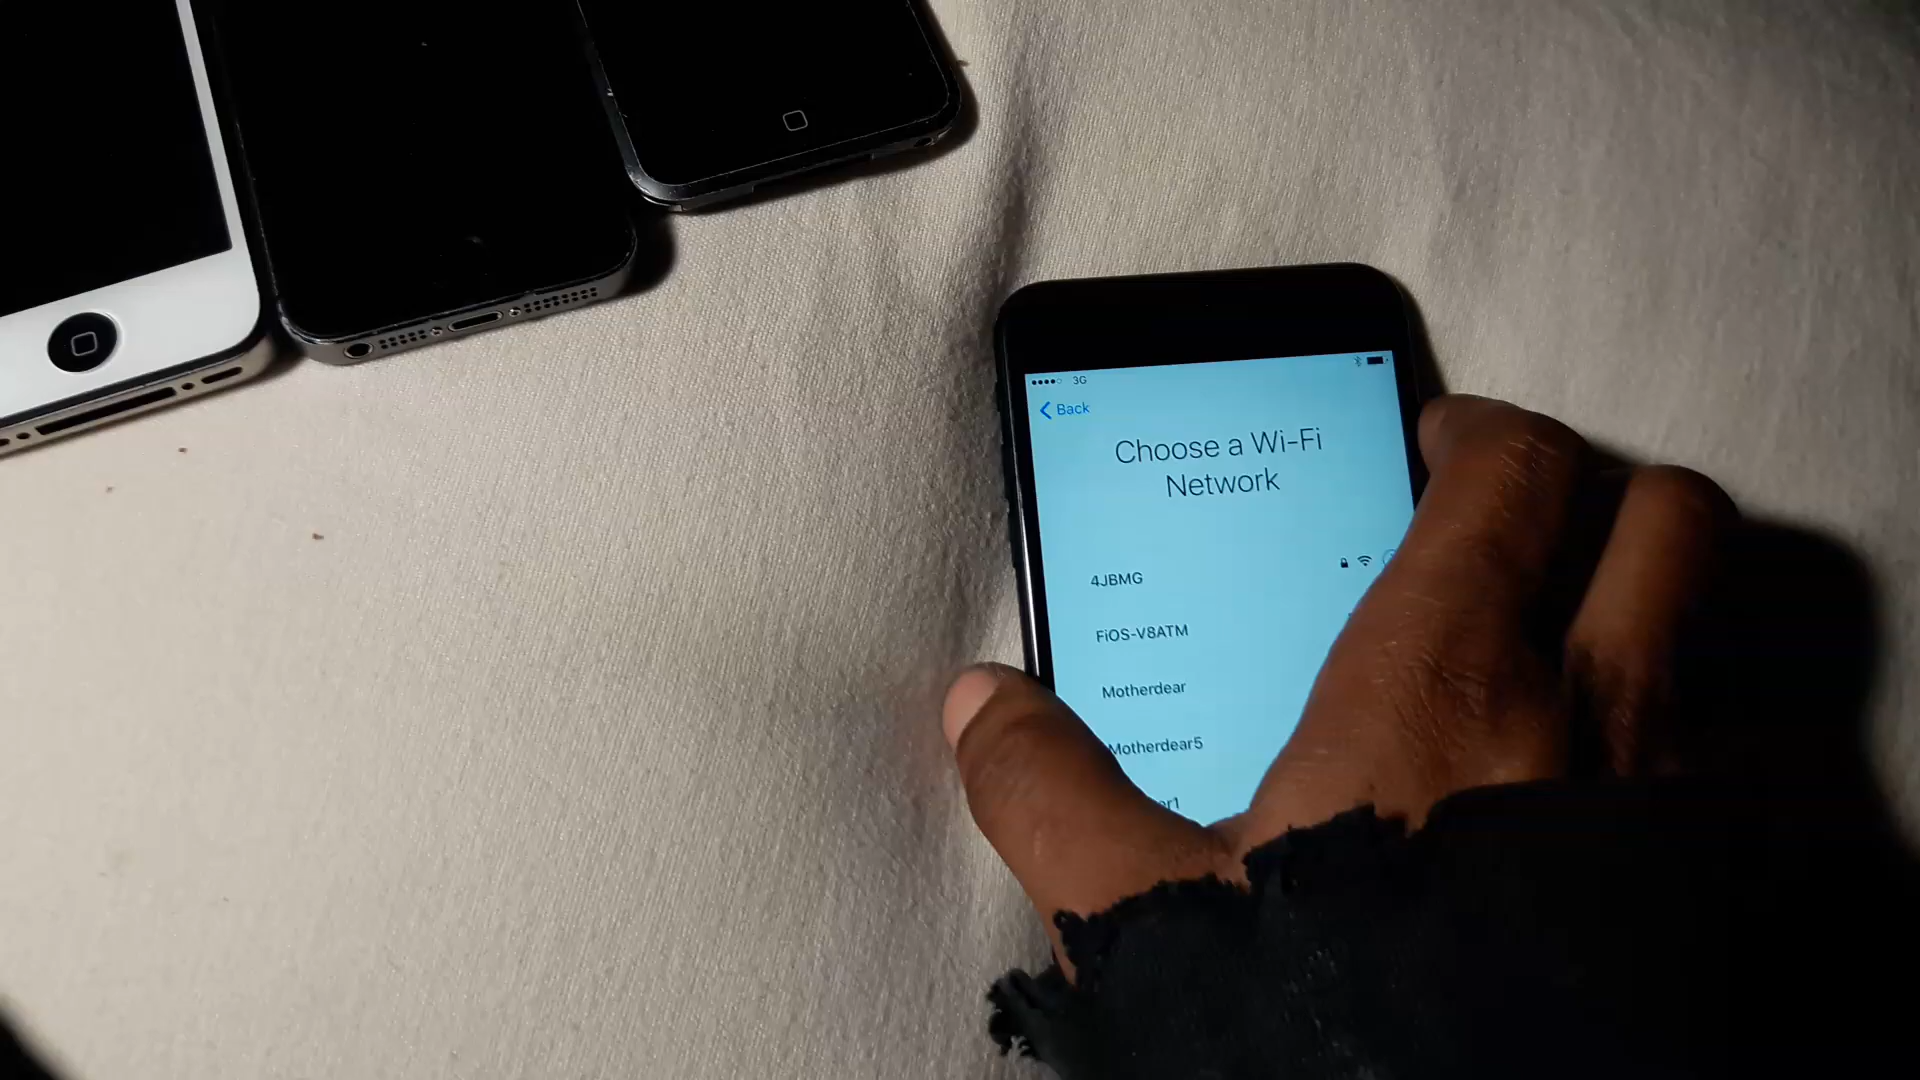 3G
Back
Choose a Wi-Fi
Network
4JBMG
FiOS-V8ATM
Motherdear
Motherdear5